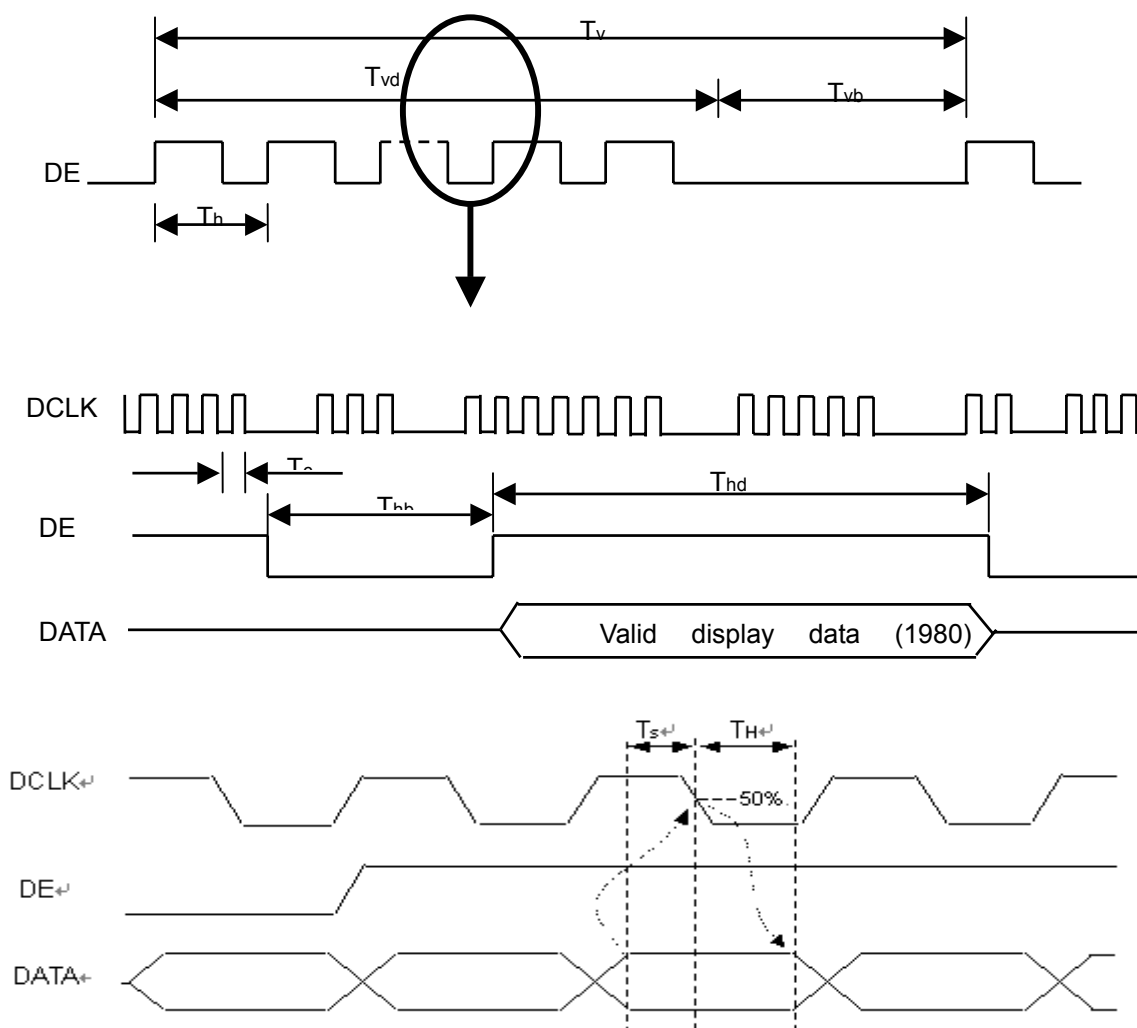 Tv
Tvd
Tvb
DE
Th
DCLK
Thd
DE
DATA
Valid display data (1980)
Ts↵ TH↵
DCLK↵
50%
DE↵
DATA↵